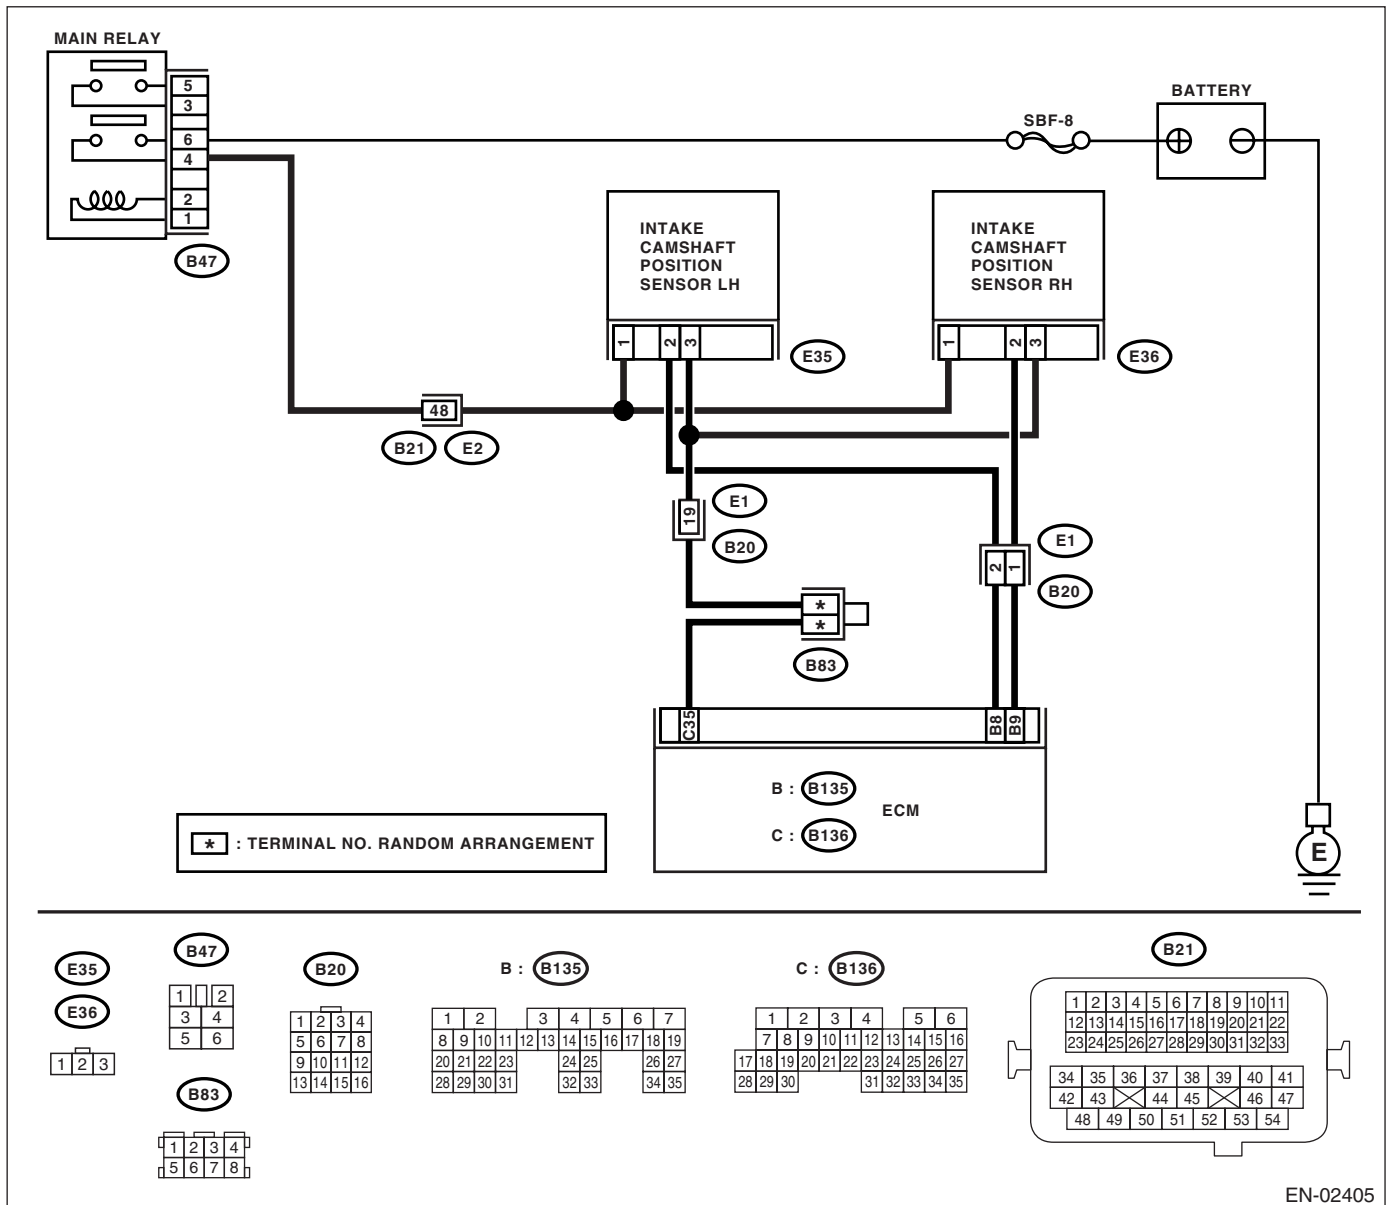 MAIN RELAY
5
3
6
4
2
1
B47
SBF-8
BATTERY
INTAKE
CAMSHAFT
POSITION
SENSOR LH
1
2
3
E35
INTAKE
CAMSHAFT
POSITION
SENSOR RH
1
2
3
E36
48
B21 E2
19
E1
B20
2 1
E1
B20
*
*
B83
C35
B8
B9
B : B135
ECM
C : B136
* : TERMINAL NO. RANDOM ARRANGEMENT
E
E35
E36
1 2 3
B47
1 2
3 4
5 6
B83
1 2 3 4
5 6 7 8
B20
1 2 3 4
5 6 7 8
9 10 11 12
13 14 15 16
B : B135
1 2 3 4 5 6 7
8 9 10 11 12 13 14 15 16 17 18 19
20 21 22 23 24 25 26 27
28 29 30 31 32 33 34 35
C : B136
1 2 3 4 5 6
7 8 9 10 11 12 13 14 15 16
17 18 19 20 21 22 23 24 25 26 27
28 29 30 31 32 33 34 35
B21
1 2 3 4 5 6 7 8 9 10 11
12 13 14 15 16 17 18 19 20 21 22
23 24 25 26 27 28 29 30 31 32 33
34 35 36 37 38 39 40 41
42 43 44 45 46 47
48 49 50 51 52 53 54
EN-02405